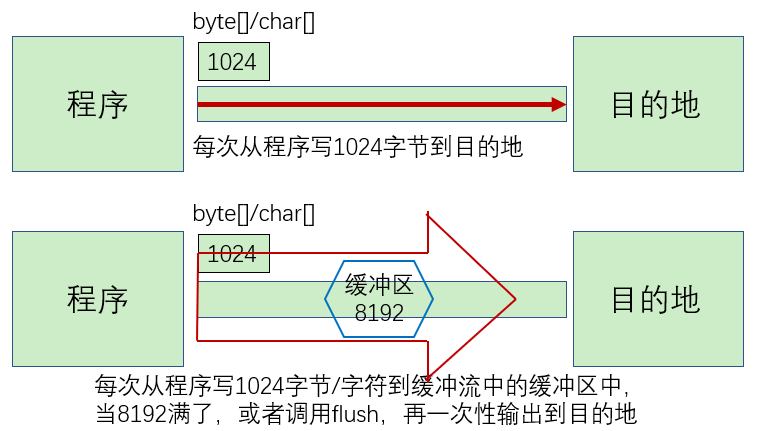 byte[]/char[]
1024
程序
目的地
每次从程序写1024字节到目的地
byte[]/char[]
1024
程序
缓冲区
8192
目的地
每次从程序写1024字节/字符到缓冲流中的缓冲区中，
当8192满了，或者调用flush，再一次性输出到目的地